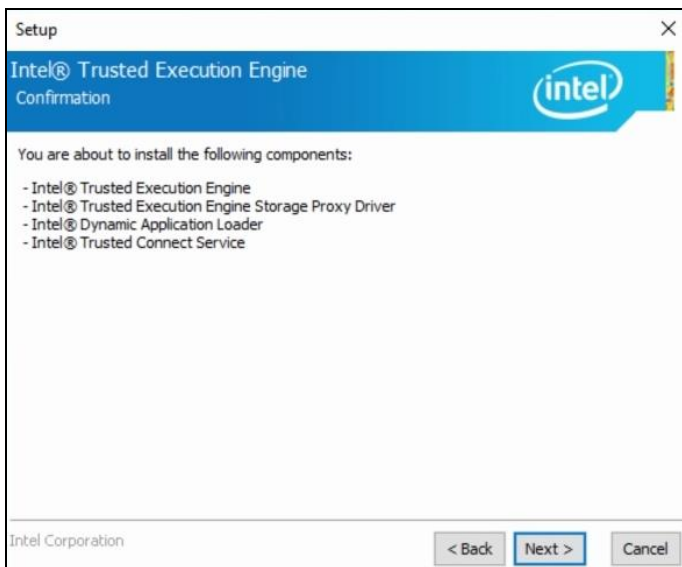 Setup
Intel® Trusted Execution Engine
Confirmation
intel
You are about to install the following components:
- Intel® Trusted Execution Engine
- Intel® Trusted Execution Engine Storage Proxy Driver
- Intel® Dynamic Application Loader
- Intel® Trusted Connect Service
Intel Corporation
< Back Next > Cancel